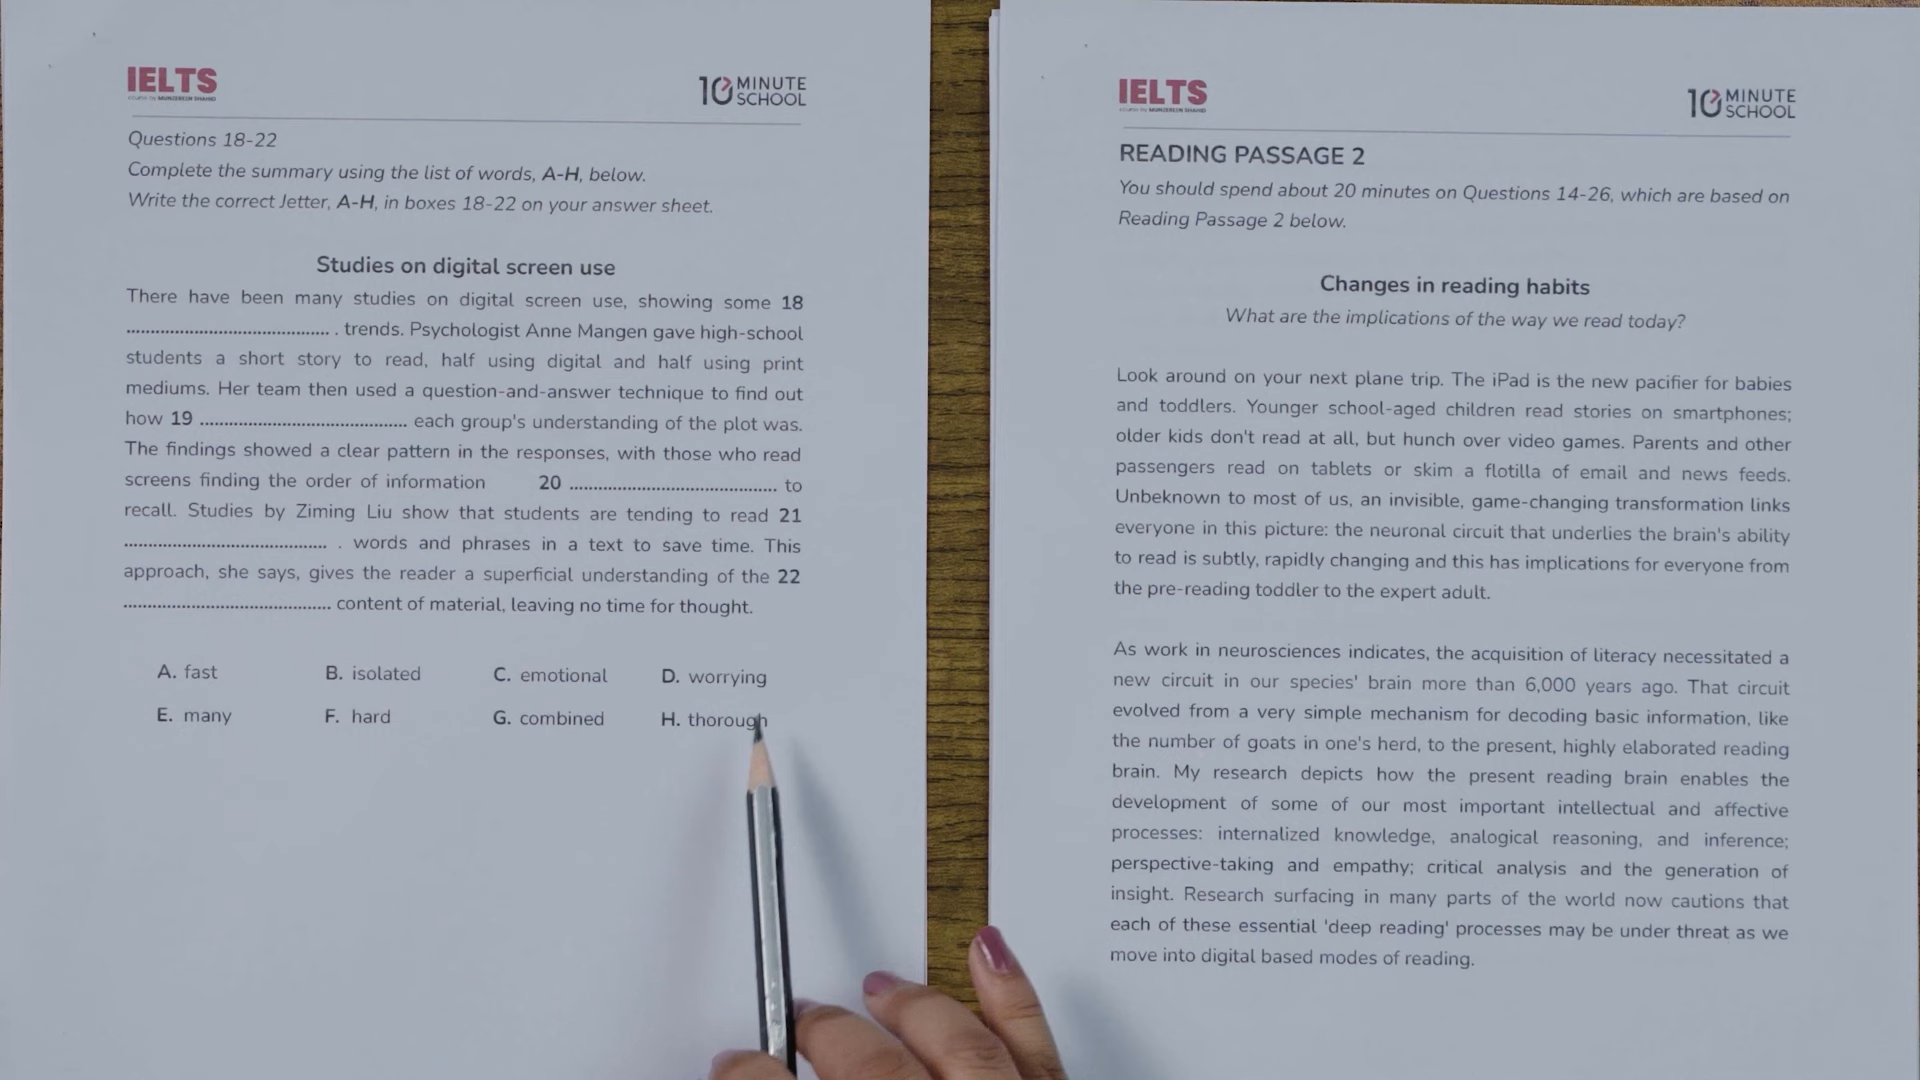 IELTS
10 MINUTE SCHOOL
Questions 18-22
Complete the summary using the list of words, A-H, below.
Write the correct Jetter, A-H, in boxes 18-22 on your answer sheet.
Studies on digital screen use
There have been many studies on digital screen use, showing some 18
.................................... . trends. Psychologist Anne Mangen gave high-school
students a short story to read, half using digital and half using print
mediums. Her team then used a question-and-answer technique to find out
how 19 .................................... each group's understanding of the plot was.
The findings showed a clear pattern in the responses, with those who read
screens finding the order of information 20 .................................... to
recall. Studies by Ziming Liu show that students are tending to read 21
.................................... . words and phrases in a text to save time. This
approach, she says, gives the reader a superficial understanding of the 22
.................................... content of material, leaving no time for thought.
A. fast B. isolated C. emotional D. worrying
E. many F. hard G. combined H. thorough
IELTS
10 MINUTE SCHOOL
READING PASSAGE 2
You should spend about 20 minutes on Questions 14-26, which are based on
Reading Passage 2 below.
Changes in reading habits
What are the implications of the way we read today?
Look around on your next plane trip. The iPad is the new pacifier for babies
and toddlers. Younger school-aged children read stories on smartphones;
older kids don't read at all, but hunch over video games. Parents and other
passengers read on tablets or skim a flotilla of email and news feeds.
Unbeknown to most of us, an invisible, game-changing transformation links
everyone in this picture: the neuronal circuit that underlies the brain's ability
to read is subtly, rapidly changing and this has implications for everyone from
the pre-reading toddler to the expert adult.
As work in neurosciences indicates, the acquisition of literacy necessitated a
new circuit in our species' brain more than 6,000 years ago. That circuit
evolved from a very simple mechanism for decoding basic information, like
the number of goats in one's herd, to the present, highly elaborated reading
brain. My research depicts how the present reading brain enables the
development of some of our most important intellectual and affective
processes: internalized knowledge, analogical reasoning, and inference;
perspective-taking and empathy; critical analysis and the generation of
insight. Research surfacing in many parts of the world now cautions that
each of these essential 'deep reading' processes may be under threat as we
move into digital based modes of reading.